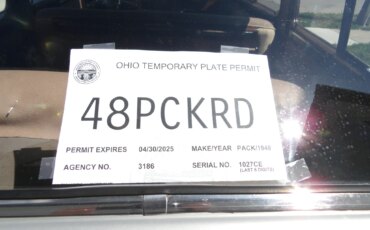 OHIO TEMPORARY PLATE PERMIT
48PCKRD
PERMIT EXPIRES 04/30/2025 MAKE/YEAR PACK/1948
AGENCY NO. 3186 SERIAL NO. 1027CE
(LAST 6 DIGITS)